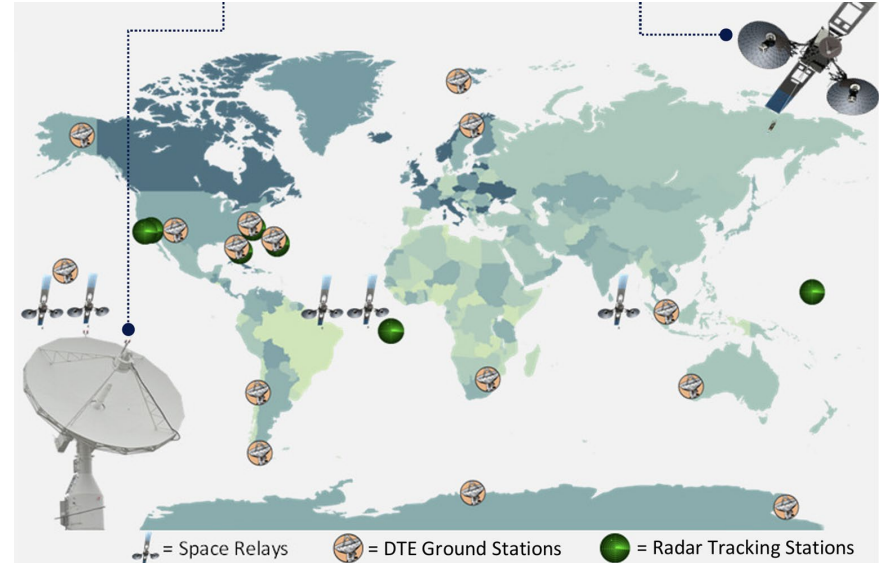 = Space Relays = DTE Ground Stations = Radar Tracking Stations